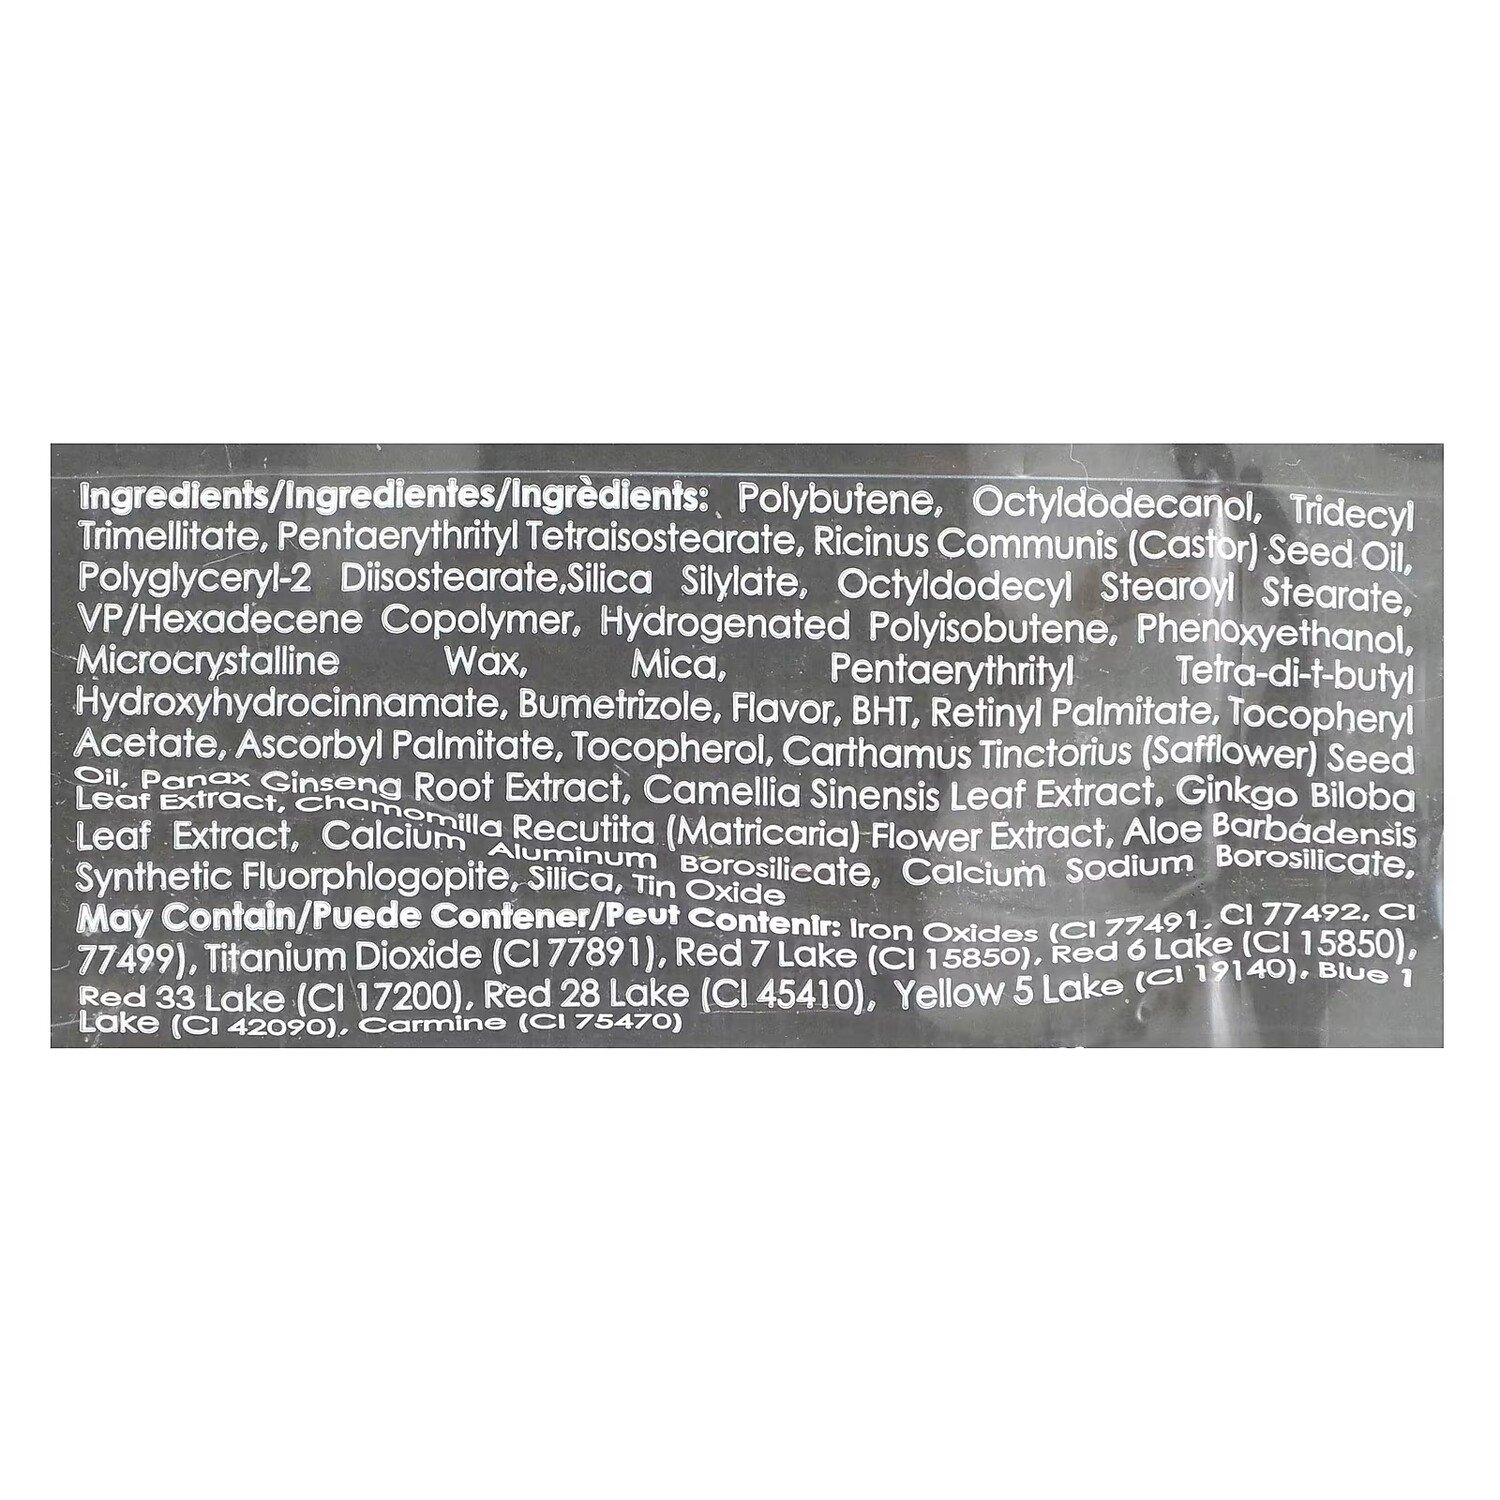 Ingredients/Ingredientes/Ingrèdients: Polybutene, Octyldodecanol, Tridecyl
Trimellitate, Pentaerythrityl Tetraisostearate, Ricinus Communis (Castor) Seed Oil,
Polyglyceryl-2 Diisostearate,Silica Silylate, Octyldodecyl Stearoyl Stearate,
VP/Hexadecene Copolymer, Hydrogenated Polyisobutene, Phenoxyethanol,
Microcrystalline Wax, Mica, Pentaerythrityl Tetra-di-t-butyl
Hydroxyhydrocinnamate, Bumetrizole, Flavor, BHT, Retinyl Palmitate, Tocopheryl
Acetate, Ascorbyl Palmitate, Tocopherol, Carthamus Tinctorius (Safflower) Seed
Oil, Panax Ginseng Root Extract, Camellia Sinensis Leaf Extract, Ginkgo Biloba
Leaf Extract, Chamomilla Recutita (Matricaria) Flower Extract, Aloe Barbadensis
Leaf Extract, Calcium Aluminum Borosilicate, Calcium Sodium Borosilicate,
Synthetic Fluorphlogopite, Silica, Tin Oxide
May Contain/Puede Contener/Peut Contenir: Iron Oxides (CI 77491, CI 77492, CI
77499), Titanium Dioxide (CI 77891), Red 7 Lake (CI 15850), Red 6 Lake (CI 15850),
Red 33 Lake (CI 17200), Red 28 Lake (CI 45410), Yellow 5 Lake (CI 19140), Blue 1
Lake (CI 42090), Carmine (CI 75470)